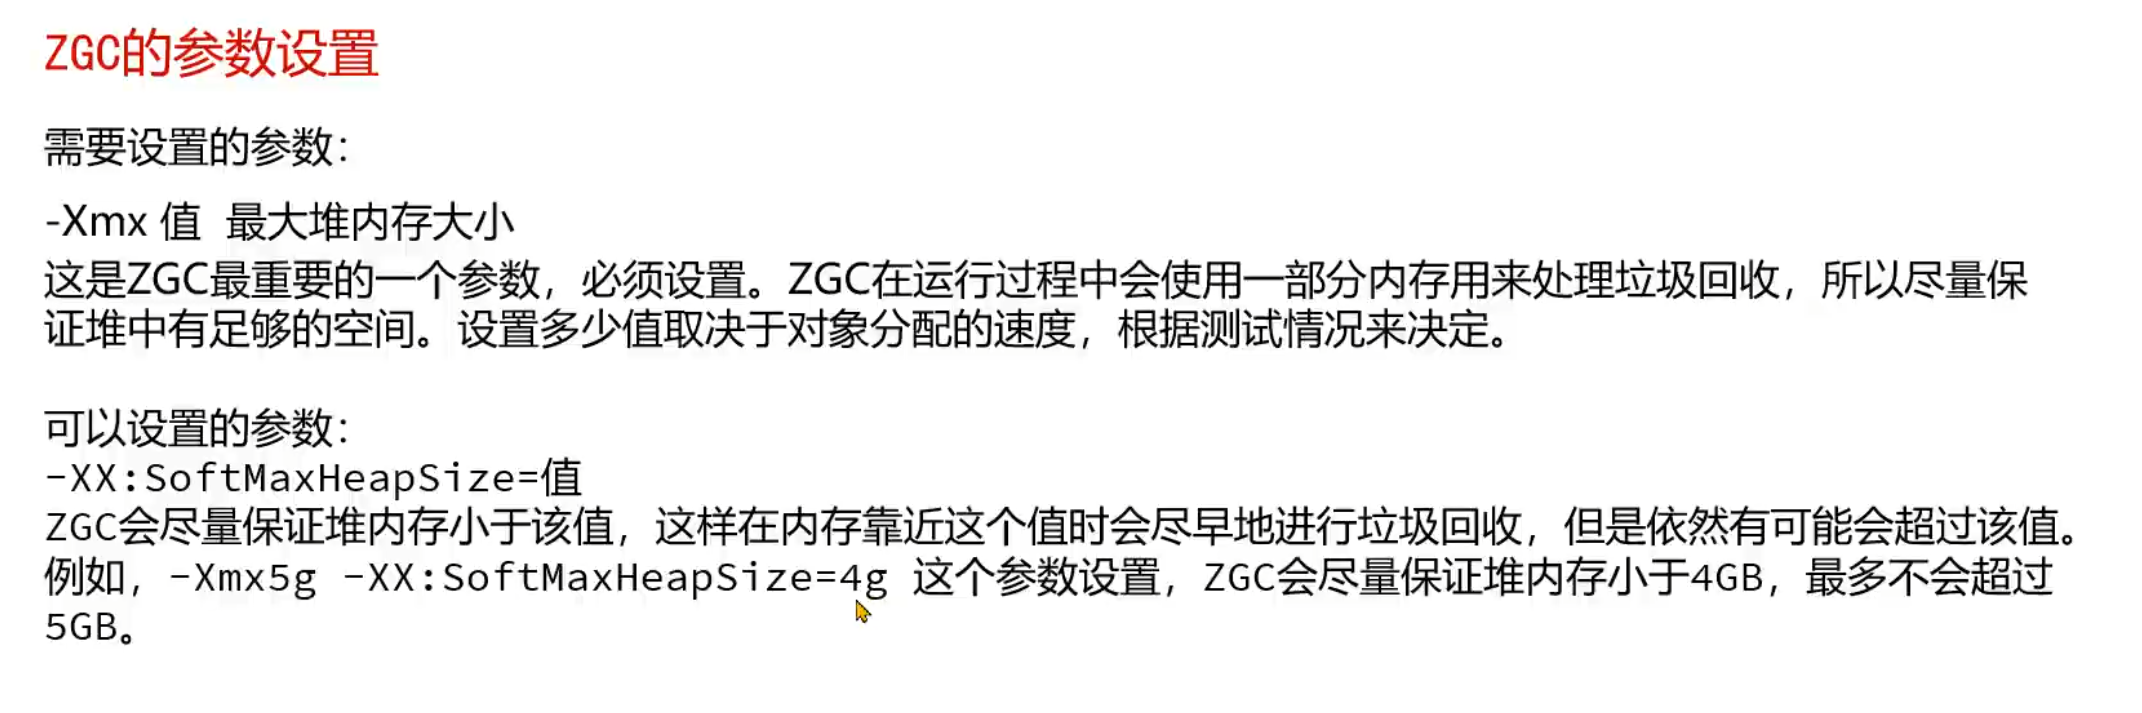 ZGC的参数设置
需要设置的参数：
-Xmx 值 最大堆内存大小
这是ZGC最重要的一个参数，必须设置。ZGC在运行过程中会使用一部分内存用来处理垃圾回收，所以尽量保
证堆中有足够的空间。设置多少值取决于对象分配的速度，根据测试情况来决定。
可以设置的参数：
-XX:SoftMaxHeapSize=值
ZGC会尽量保证堆内存小于该值，这样在内存靠近这个值时会尽早地进行垃圾回收，但是依然有可能会超过该值。
例如，-Xmx5g -XX:SoftMaxHeapSize=4g 这个参数设置，ZGC会尽量保证堆内存小于4GB，最多不会超过
5GB。